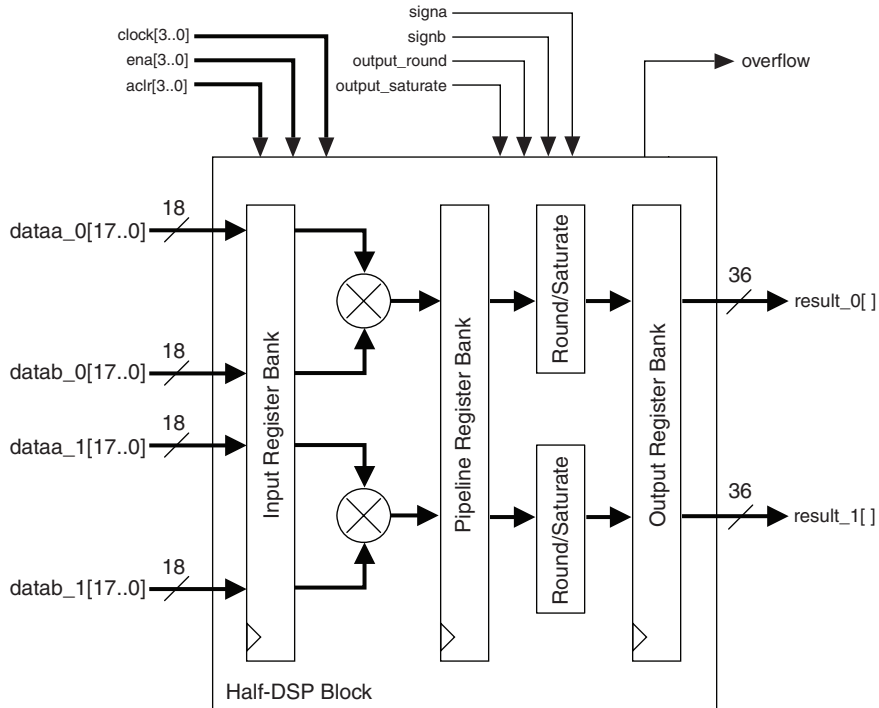 signa
clock[3..0]
signb
ena[3..0]
output_round
overflow
aclr[3..0]
output_saturate
18
dataa_0[17..0]
36
result_0[ ]
18
datab_0[17..0]
18
dataa_1[17..0]
36
result_1[ ]
18
datab_1[17..0]
Input Register Bank
Pipeline Register Bank
Round/Saturate
Round/Saturate
Output Register Bank
Half-DSP Block